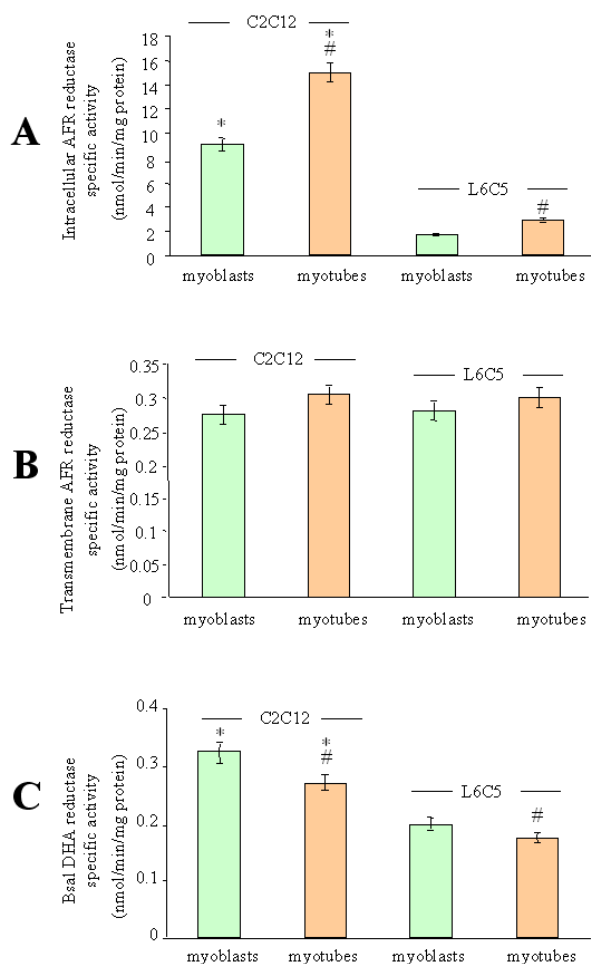 A
Intracellular AFR reductase
specific activity
(nmol/min/mg protein)
18
16
14
12
10
8
6
4
2
0
C2C12
*
*
#
L6C5
#
myoblasts
myotubes
myoblasts
myotubes
B
Transmembrane AFR reductase
specific activity
(nmol/min/mg protein)
0.35
0.3
0.25
0.2
0.15
0.1
0.05
0
C2C12
L6C5
myoblasts
myotubes
myoblasts
myotubes
C
Bsal DHA reductase
specific activity
(nmol/min/mg protein)
0.4
0.3
0.2
0.1
0
C2C12
*
*
#
L6C5
#
myoblasts
myotubes
myoblasts
myotubes